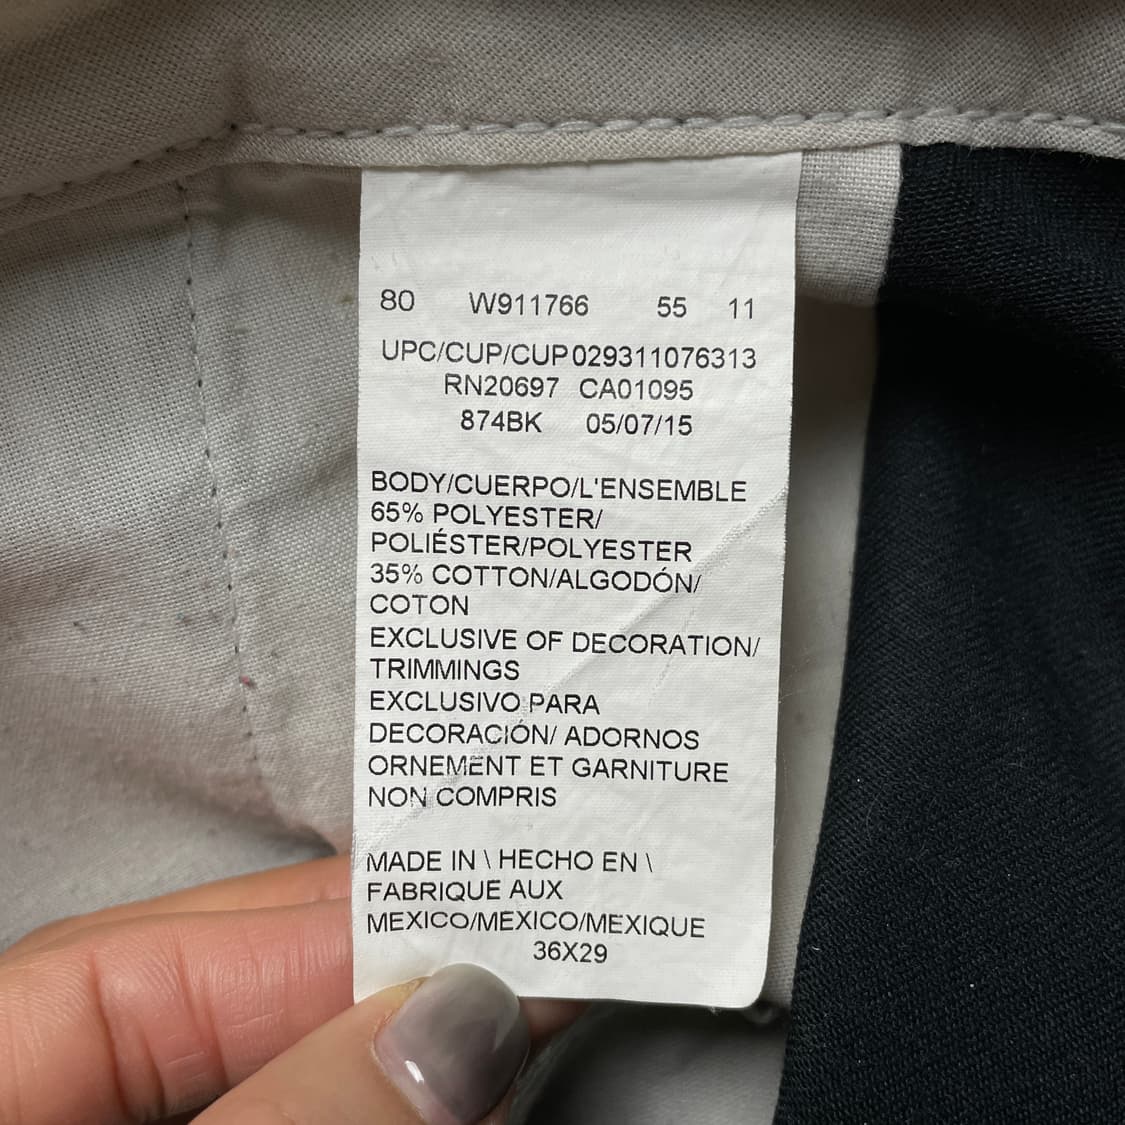 80 W911766 55 11
UPC/CUP/CUP029311076313
RN20697 CA01095
874BK 05/07/15
BODY/CUERPO/L'ENSEMBLE
65% POLYESTER/
POLIÉSTER/POLYESTER
35% COTTON/ALGODÓN/
COTON
EXCLUSIVE OF DECORATION/
TRIMMINGS
EXCLUSIVO PARA
DECORACIÓN/ ADORNOS
ORNEMENT ET GARNITURE
NON COMPRIS
MADE IN \ HECHO EN \
FABRIQUE AUX
MEXICO/MEXICO/MEXIQUE
36X29